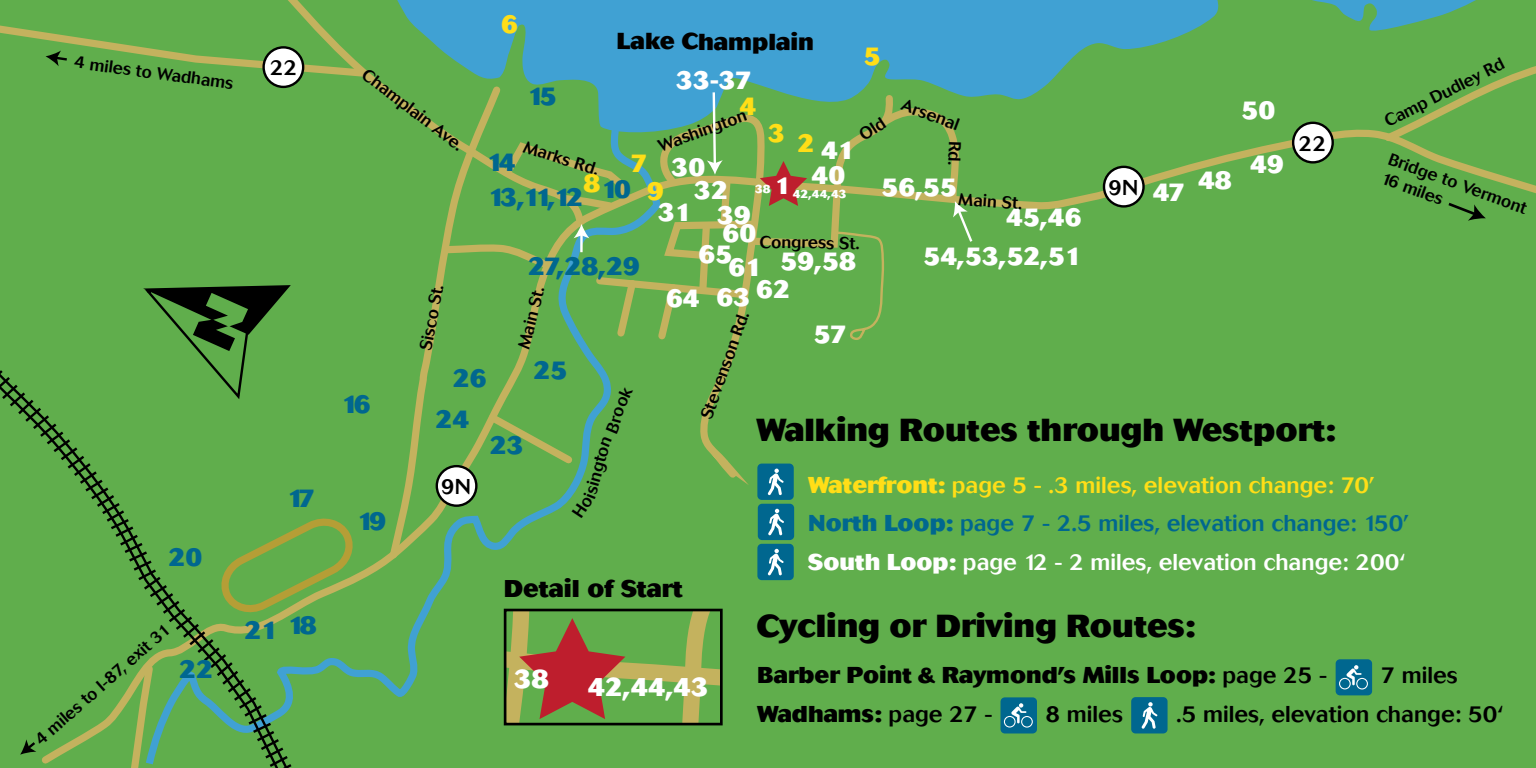 6
Lake Champlain
5
22
4 miles to Wadhams
Champlain Ave.
15
33-37
4
Washington
3
2
Old
Arsenal
Rd.
50
Camp Dudley Rd
22
14
Marks Rd.
7
30
41
40
49
48
47
9N
Bridge to Vermont
16 miles
13,11,12
8
10
9
32
38
1
42,44,43
56,55
Main St.
45,46
31
39
60
Congress St.
59,58
54,53,52,51
27,28,29
65
61
62
64
63
57
Sisco St.
Main St.
Stevenson Rd.
N
26
25
16
24
23
Hoisington Brook
9N
17
19
20
21
18
22
4 miles to I-87, exit 31
Walking Routes through Westport:
Waterfront: page 5 - .3 miles, elevation change: 70′
North Loop: page 7 - 2.5 miles, elevation change: 150′
South Loop: page 12 - 2 miles, elevation change: 200‘
Detail of Start
38
42,44,43
Cycling or Driving Routes:
Barber Point & Raymond’s Mills Loop: page 25 - 7 miles
Wadhams: page 27 - 8 miles .5 miles, elevation change: 50‘